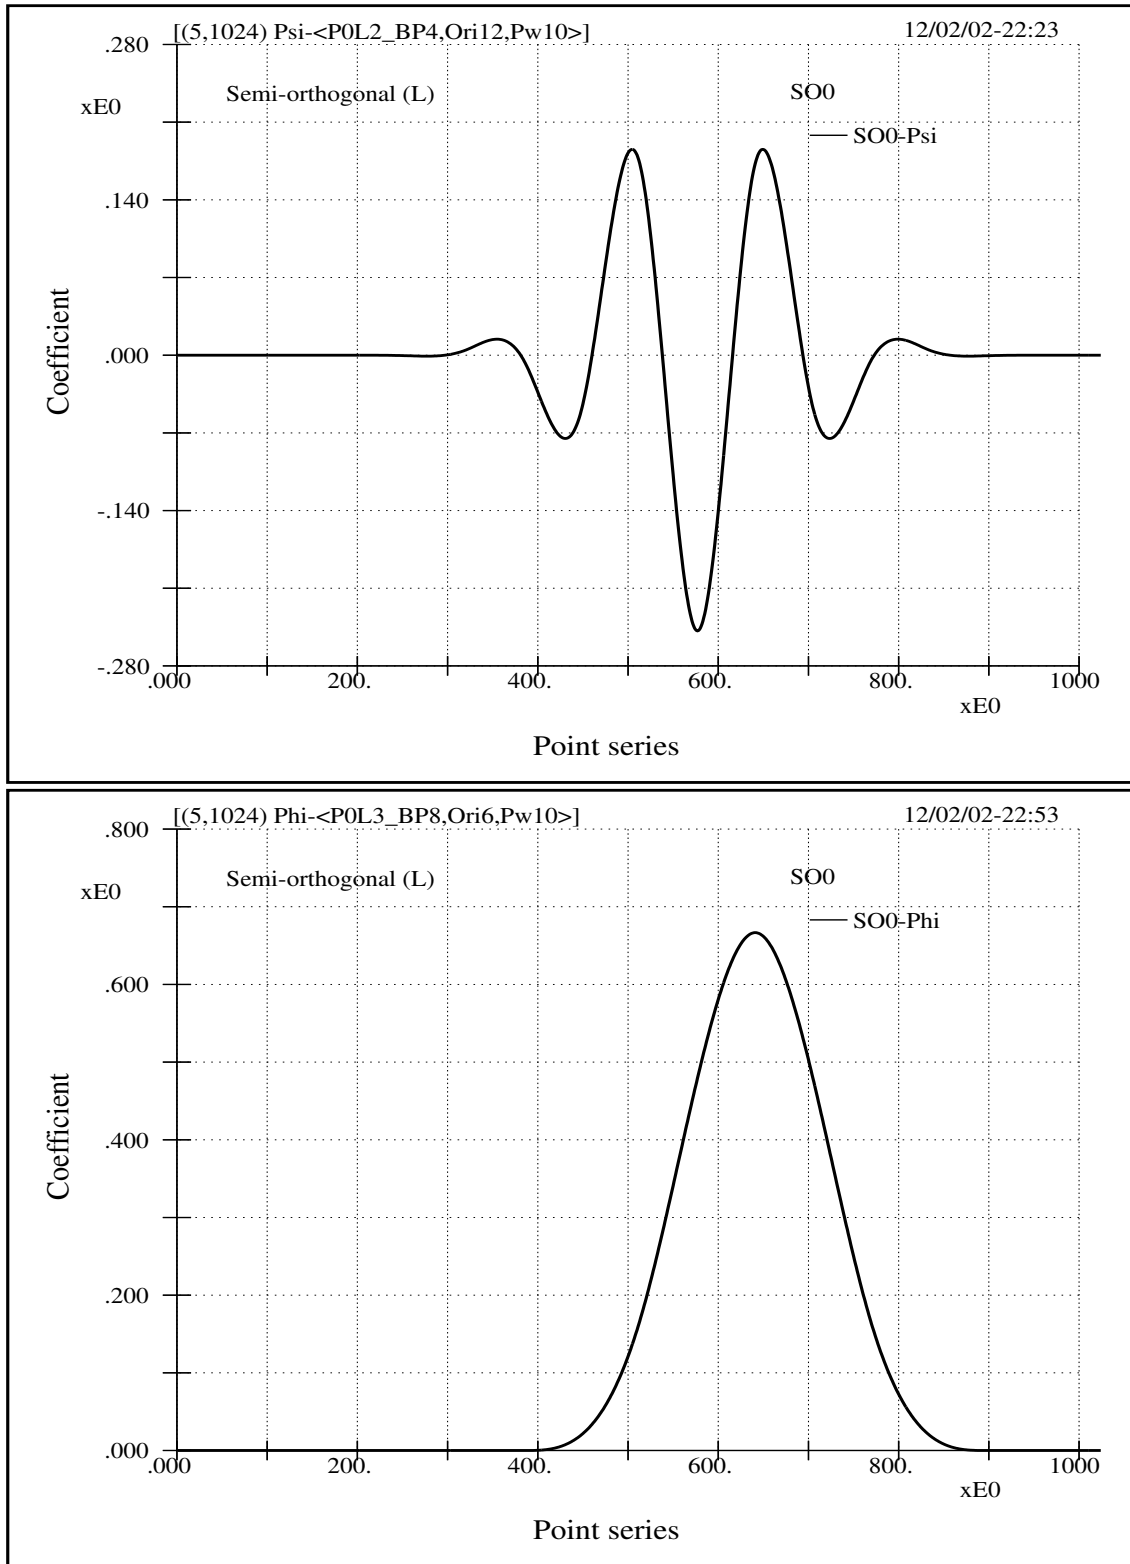 [(5,1024) Psi-<P0L2_BP4,Ori12,Pw10>] 12/02/02-22:23
.280
Semi-orthogonal (L) SO0
xE0
SO0-Psi
.140
Coefficient
.000
-.140
-.280
.000 200. 400. 600. 800. 1000
xE0
Point series
[(5,1024) Phi-<P0L3_BP8,Ori6,Pw10>] 12/02/02-22:53
.800
Semi-orthogonal (L) SO0
xE0
SO0-Phi
.600
Coefficient
.400
.200
.000
.000 200. 400. 600. 800. 1000
xE0
Point series